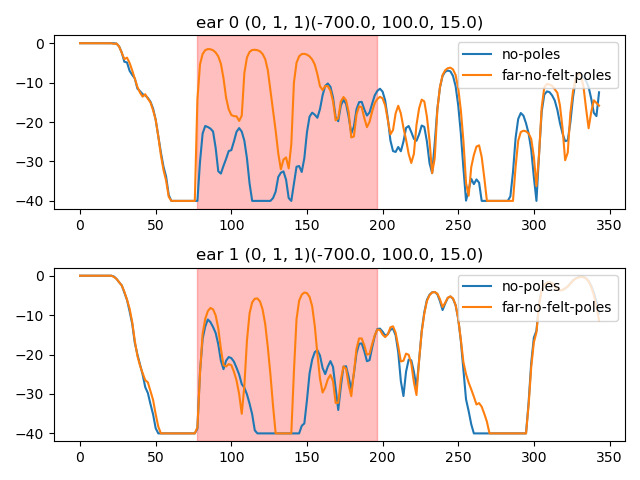 ear 0 (0, 1, 1)(-700.0, 100.0, 15.0)
0
−10
−20
−30
−40
no-poles
far-no-felt-poles
0 50 100 150 200 250 300 350
ear 1 (0, 1, 1)(-700.0, 100.0, 15.0)
0
−10
−20
−30
−40
no-poles
far-no-felt-poles
0 50 100 150 200 250 300 350